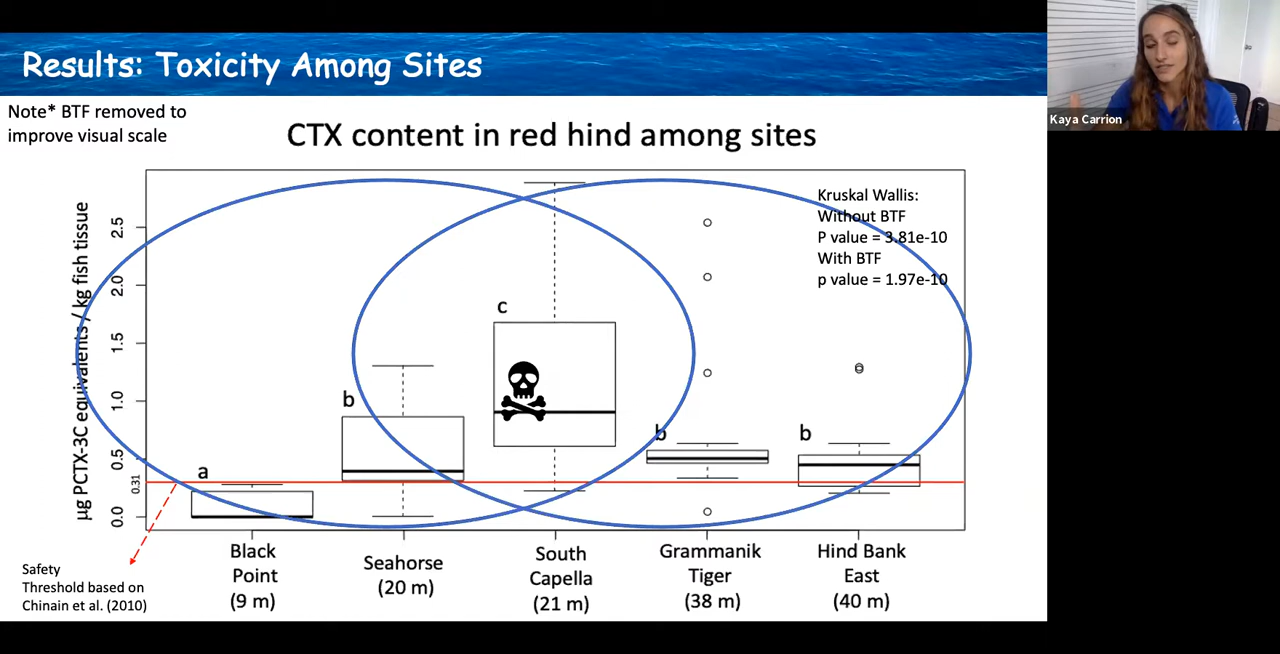 Results: Toxicity Among Sites
Note* BTF removed to
improve visual scale
CTX content in red hind among sites
Kruskal Wallis:
Without BTF
P value = 3.81e-10
With BTF
p value = 1.97e-10
µg PCTX-3C equivalents / kg fish tissue
2.5
2.0
1.5
1.0
0.5
0.31
0.0
a
b
c
b
b
Black
Point
(9 m)
Seahorse
(20 m)
South
Capella
(21 m)
Grammanik
Tiger
(38 m)
Hind Bank
East
(40 m)
Safety
Threshold based on
Chinain et al. (2010)
Kaya Carrion